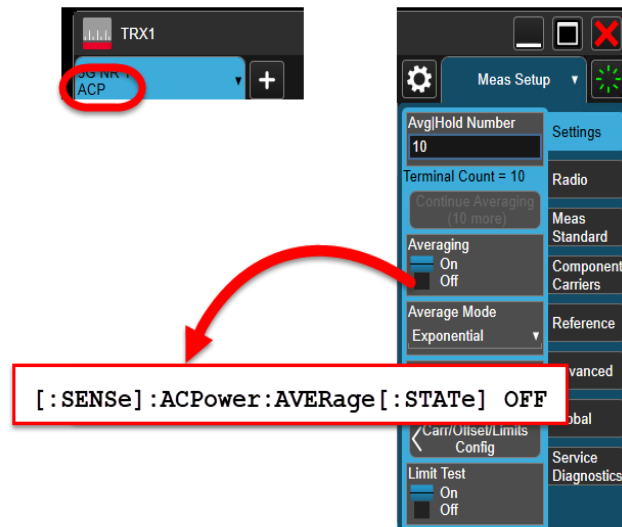 TRX1
5G NR
ACP
+
Meas Setup
Avg|Hold Number
10
Terminal Count = 10
Continue Averaging
(10 more)
Averaging
On
Off
Average Mode
Exponential
[:SENSe]:ACPower:AVERage[:STATe] OFF
Carr/Offset/Limits
Config
Limit Test
On
Off
Settings
Radio
Meas
Standard
Component
Carriers
Reference
Service
Diagnostics